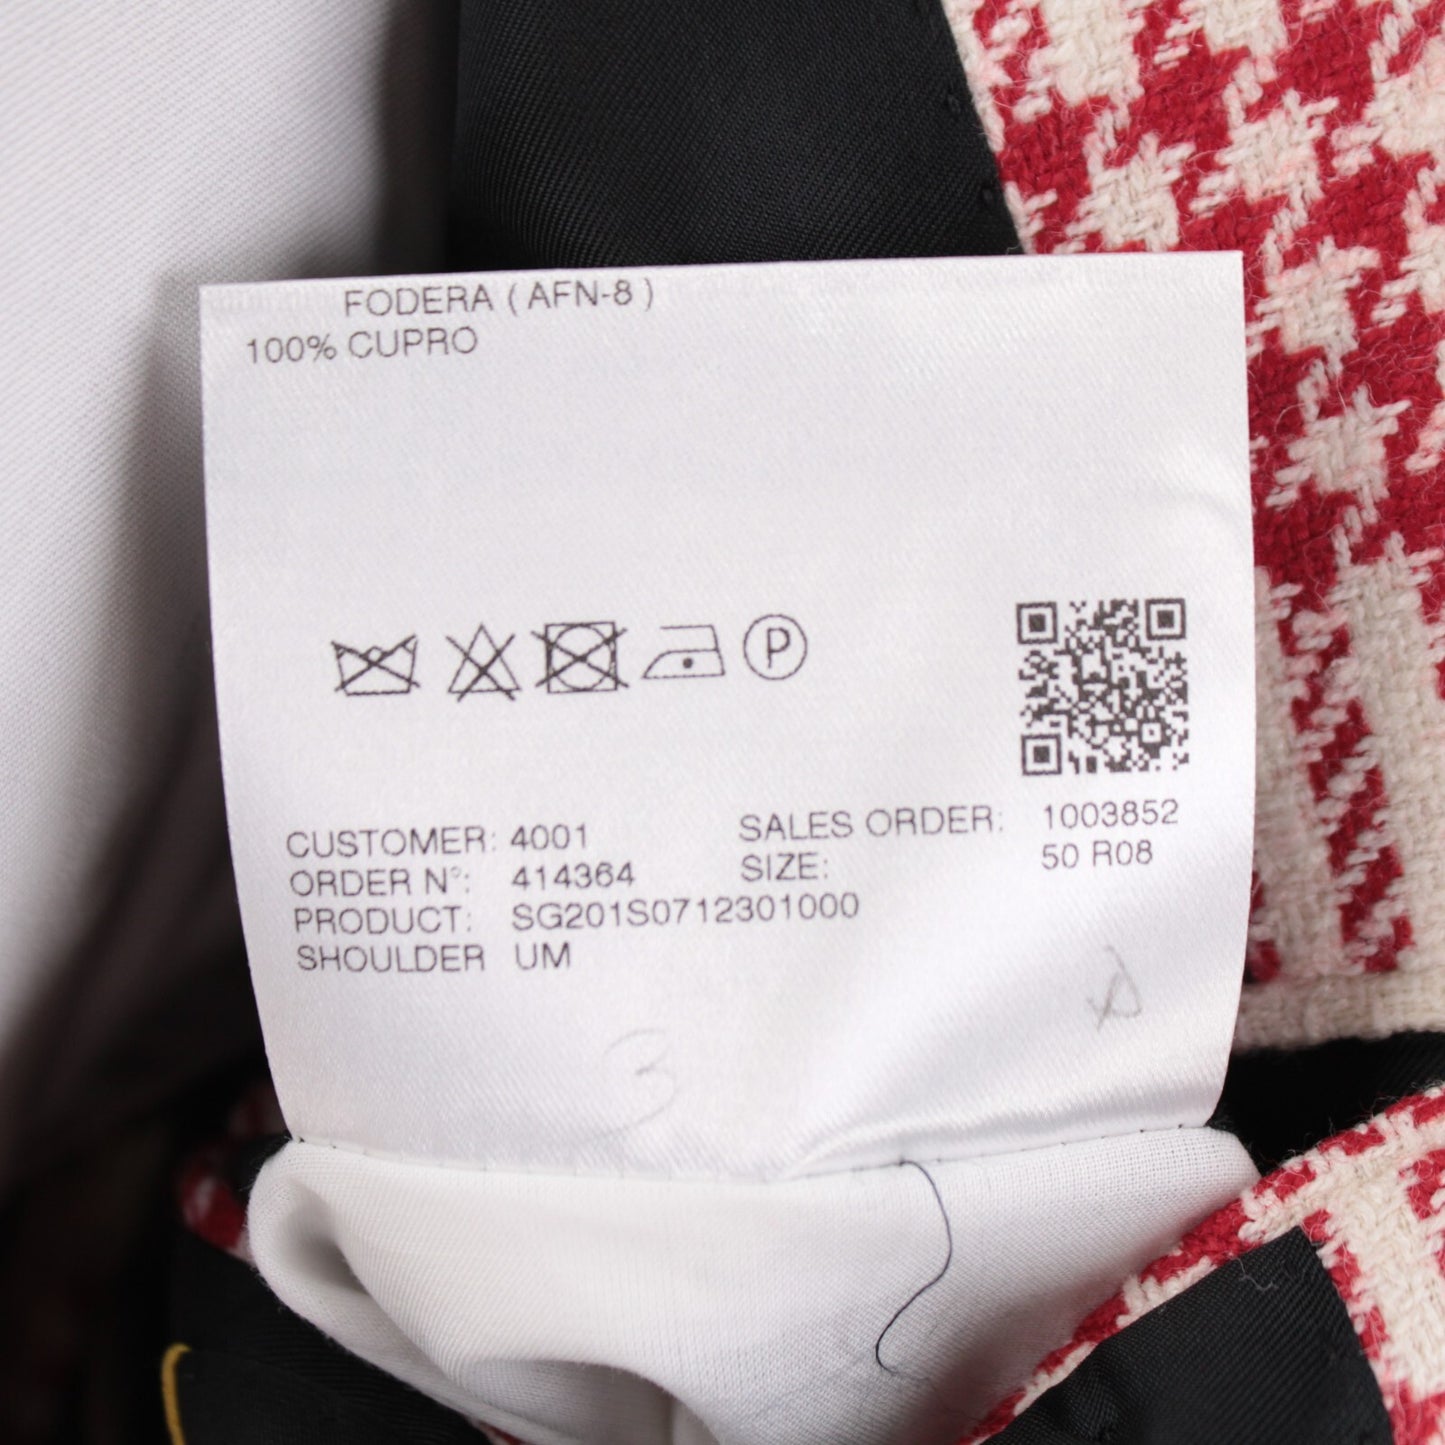 FODERA ( AFN-8 )
100% CUPRO
P
CUSTOMER: 4001 SALES ORDER: 1003852
ORDER N°: 414364 SIZE: 50 R08
PRODUCT: SG201S0712301000
SHOULDER UM
3